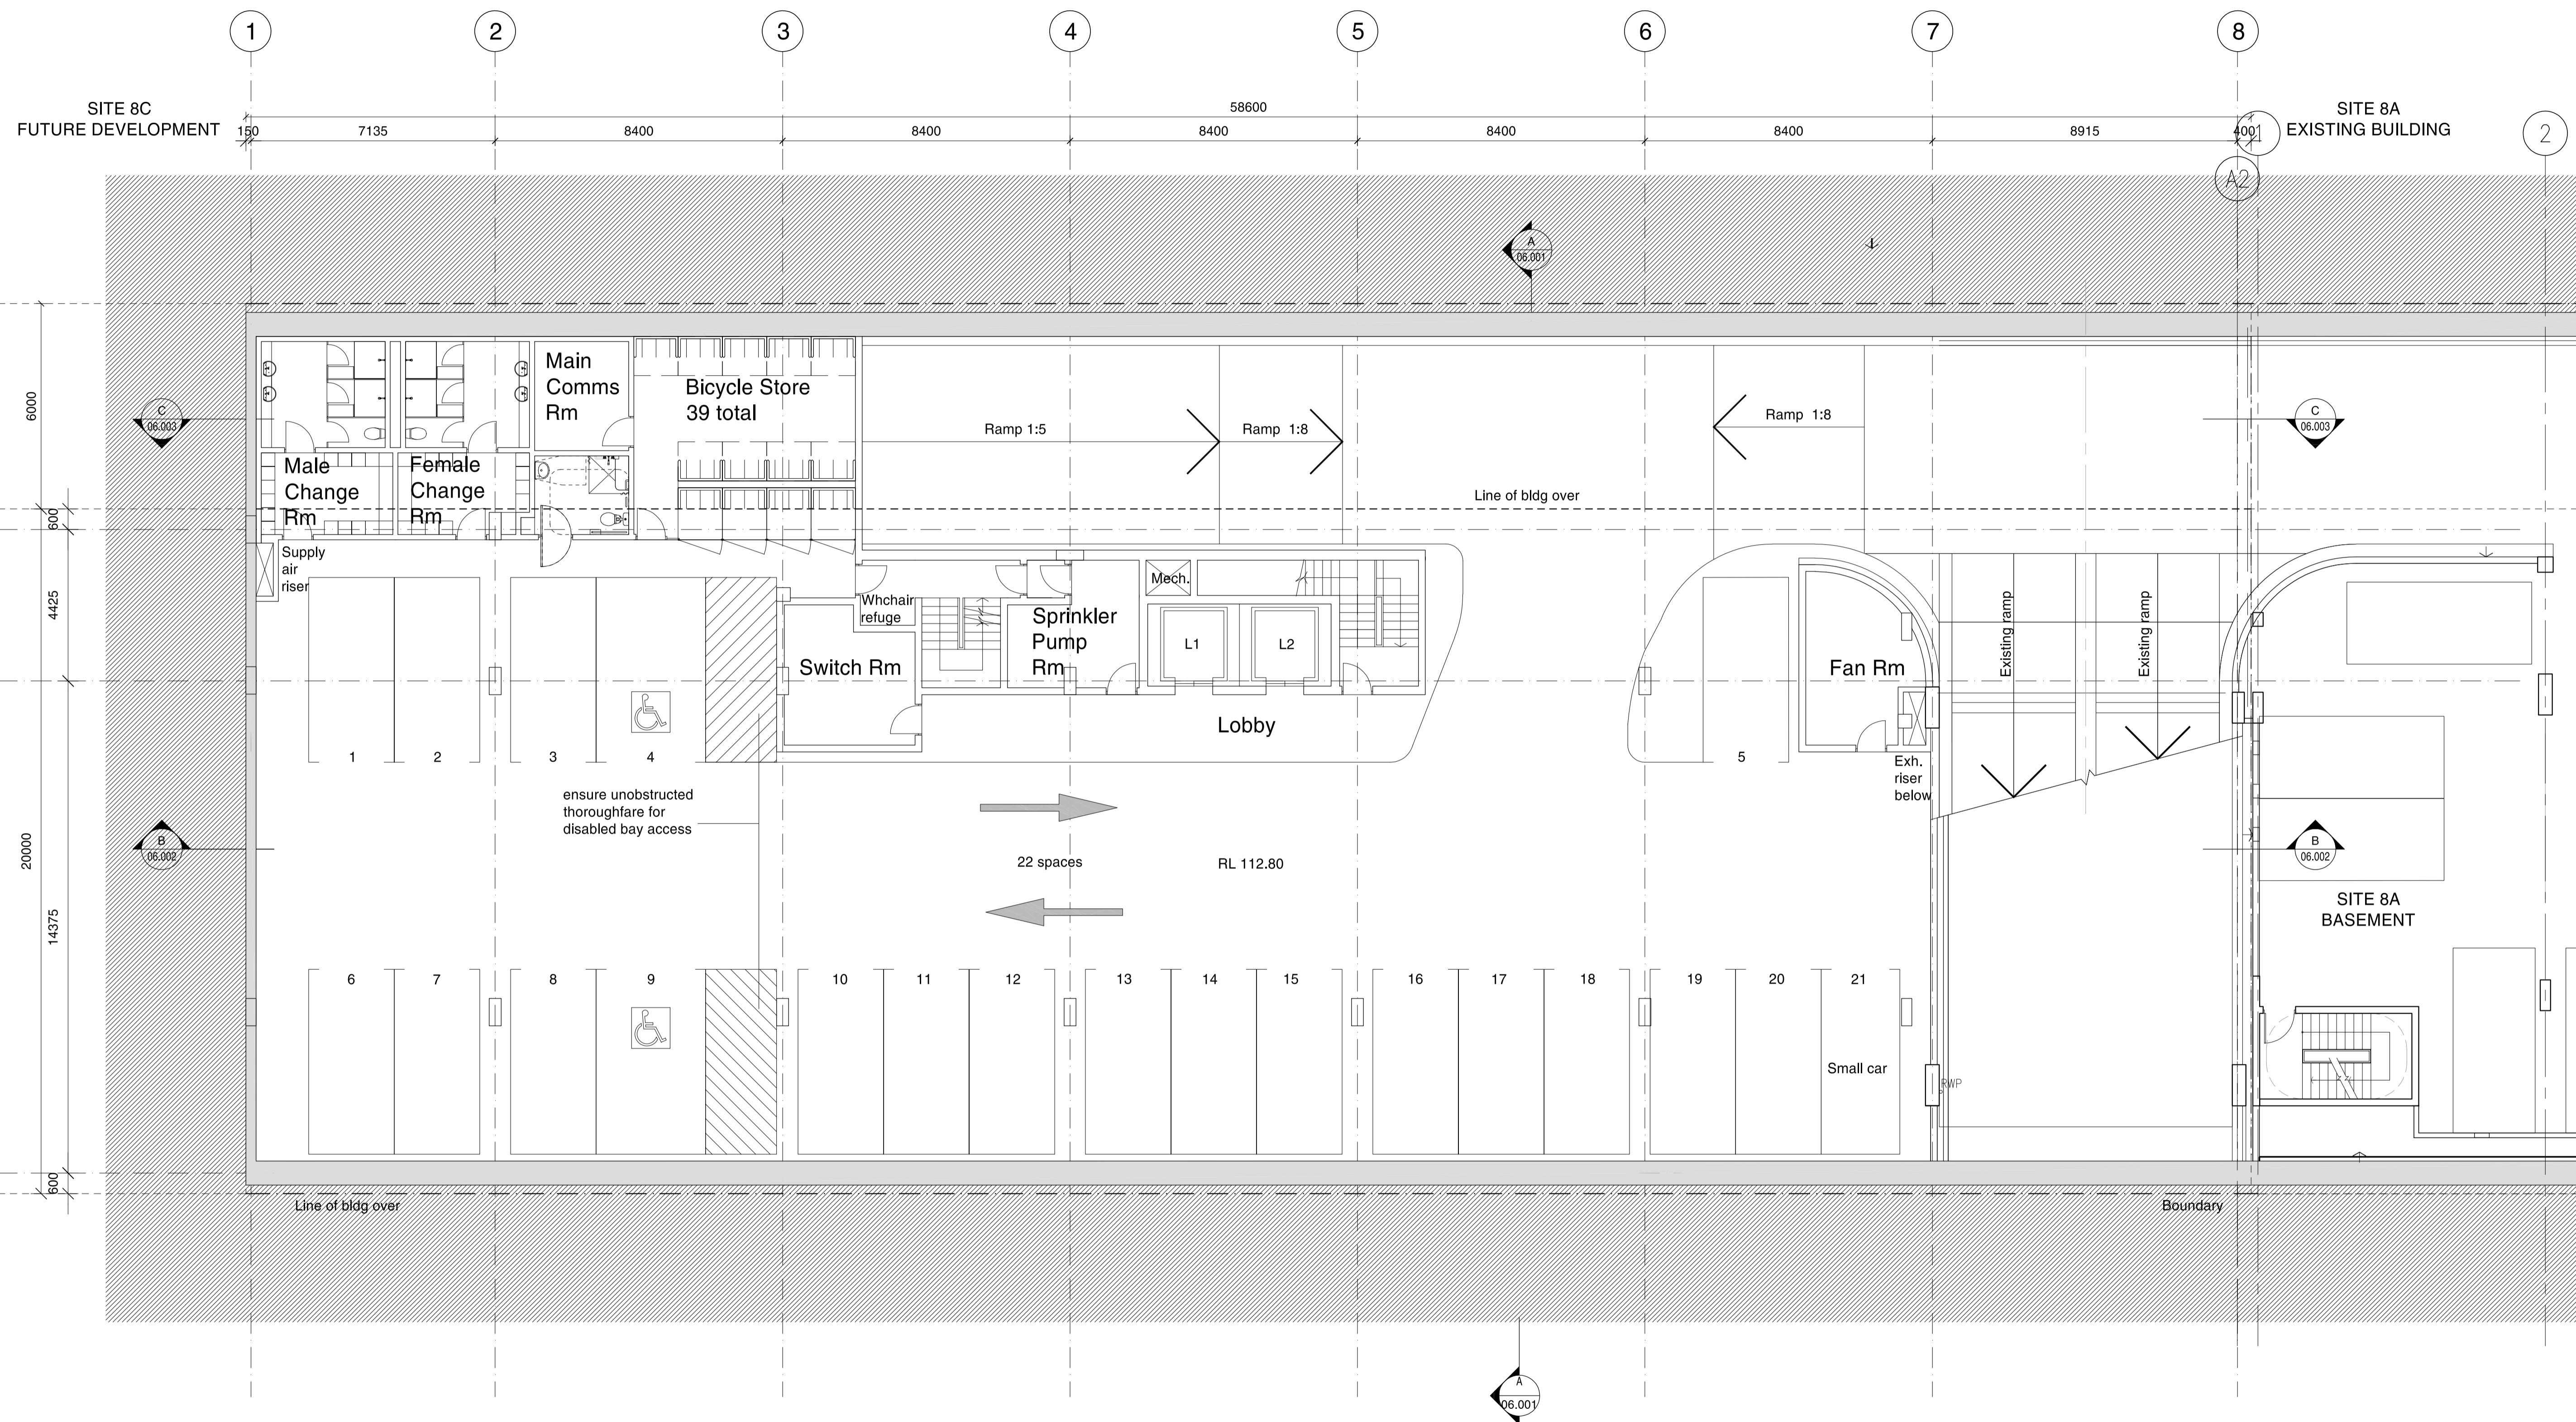 1
2
3
4
5
6
7
8
SITE 8C
FUTURE DEVELOPMENT
58600
SITE 8A
EXISTING BUILDING
150
7135
8400
8400
8400
8400
8400
8915
400
1
2
A2
A
06.001
6000
600
4425
20000
14375
600
C
06.003
Main
Comms
Rm
Bicycle Store
39 total
Ramp 1:5
Ramp 1:8
Ramp 1:8
C
06.003
Male
Change
Rm
Female
Change
Rm
Line of bldg over
Supply
air
riser
Mech.
Whchair
refuge
Sprinkler
Pump
Rm
L1
L2
Switch Rm
Lobby
Fan Rm
Existing ramp
Existing ramp
1
2
3
4
5
Exh.
riser
below
ensure unobstructed
thoroughfare for
disabled bay access
B
06.002
22 spaces
RL 112.80
B
06.002
SITE 8A
BASEMENT
6
7
8
9
10
11
12
13
14
15
16
17
18
19
20
21
Small car
RWP
Line of bldg over
Boundary
A
06.001